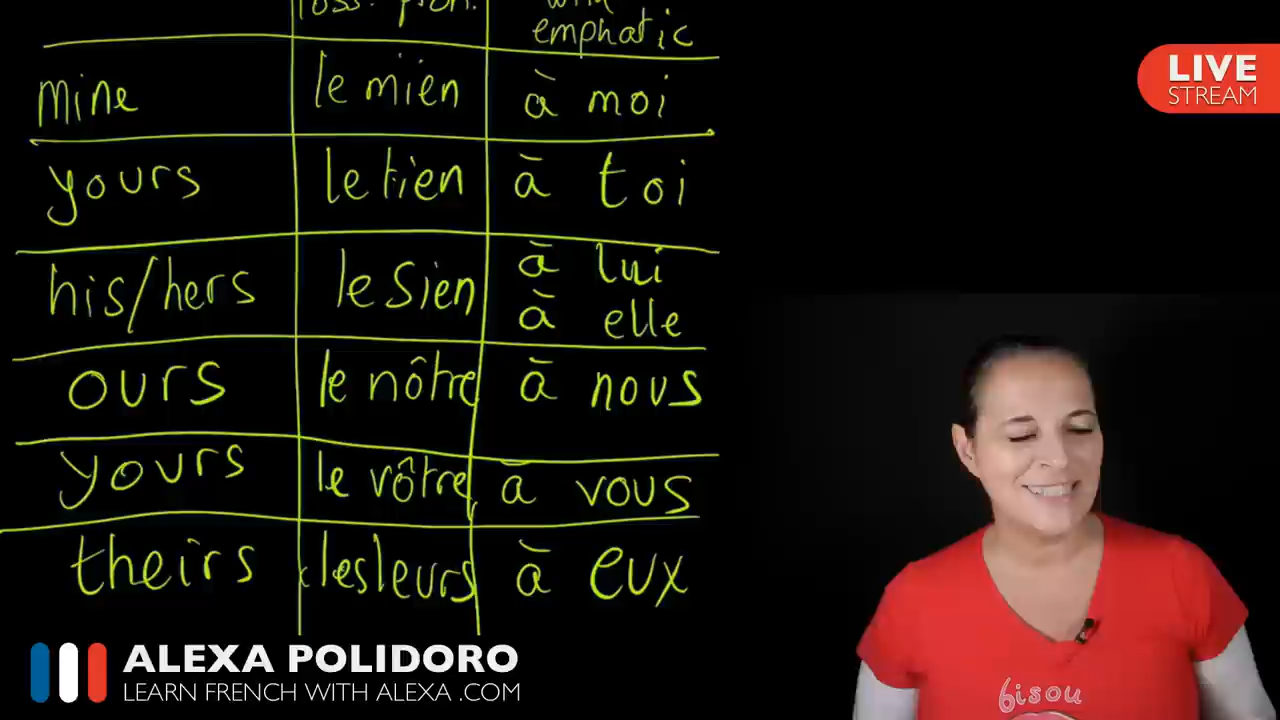 emphatic
mine le mien à moi
yours le tien à toi
his/hers le sien à lui
à elle
ours le nôtre à nous
yours le vôtre à vous
theirs les leurs à eux
LIVE
STREAM
bisou
ALEXA POLIDORO
LEARN FRENCH WITH ALEXA .COM